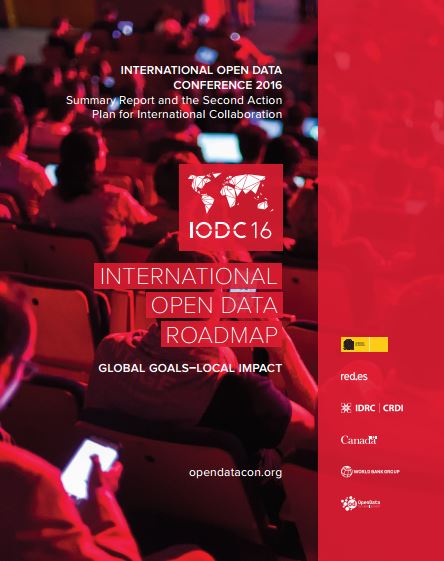 INTERNATIONAL OPEN DATA
CONFERENCE 2016
Summary Report and the Second Action
Plan for International Collaboration
IODC16
INTERNATIONAL
OPEN DATA
ROADMAP
GLOBAL GOALS–LOCAL IMPACT
opendatacon.org
red.es
IDRC | CRDI
Canada
WORLD BANK GROUP
OpenData